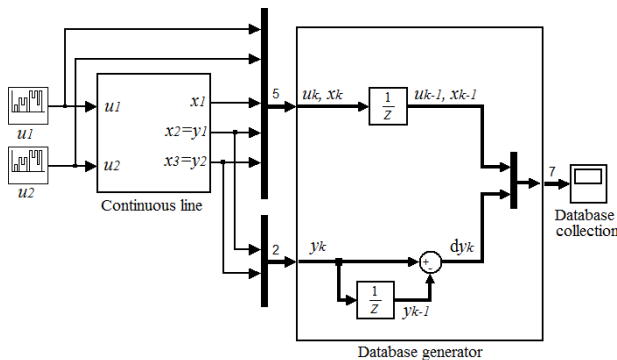 u1
u2
u1
u2
x1
x2=y1
x3=y2
Continuous line
5
2
uk, xk
1
z
uk-1, xk-1
yk
dyk
+
-
1
z
yk-1
7
Database
collection
Database generator